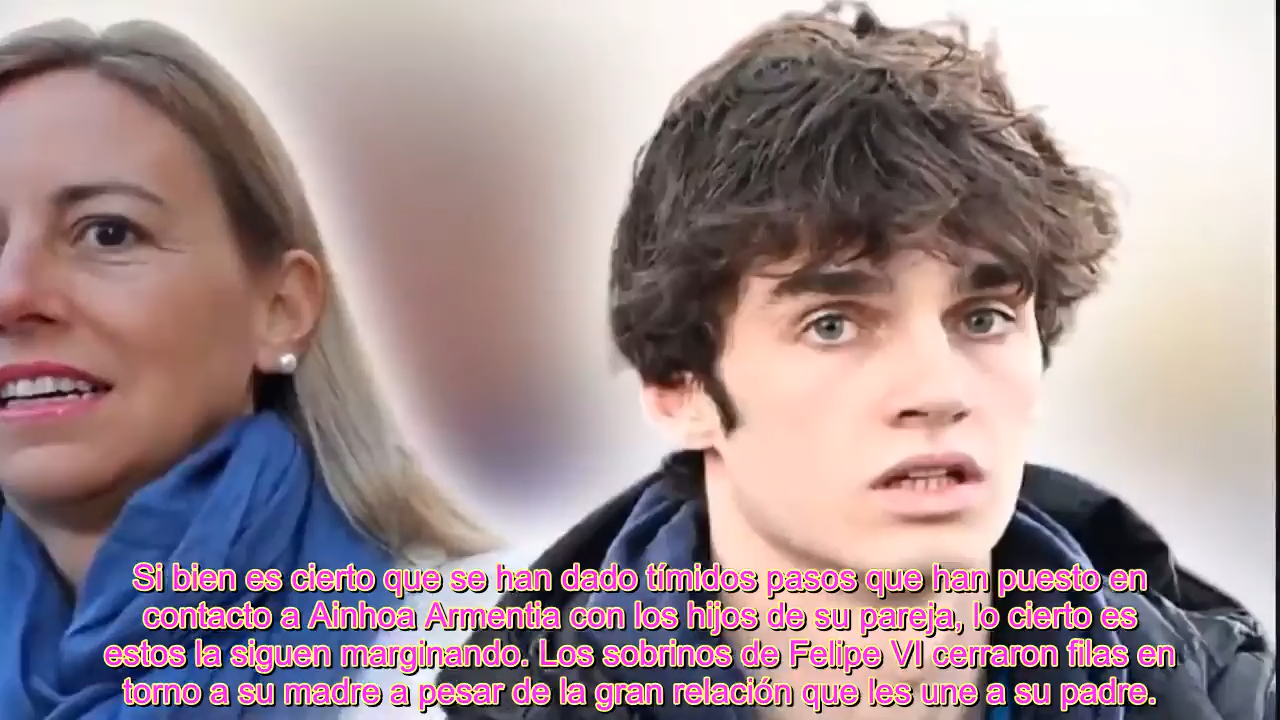 Si bien es cierto que se han dado tímidos pasos que han puesto en
contacto a Ainhoa Armentia con los hijos de su pareja, lo cierto es
estos la siguen marginando. Los sobrinos de Felipe VI cerraron filas en
torno a su madre a pesar de la gran relación que les une a su padre.